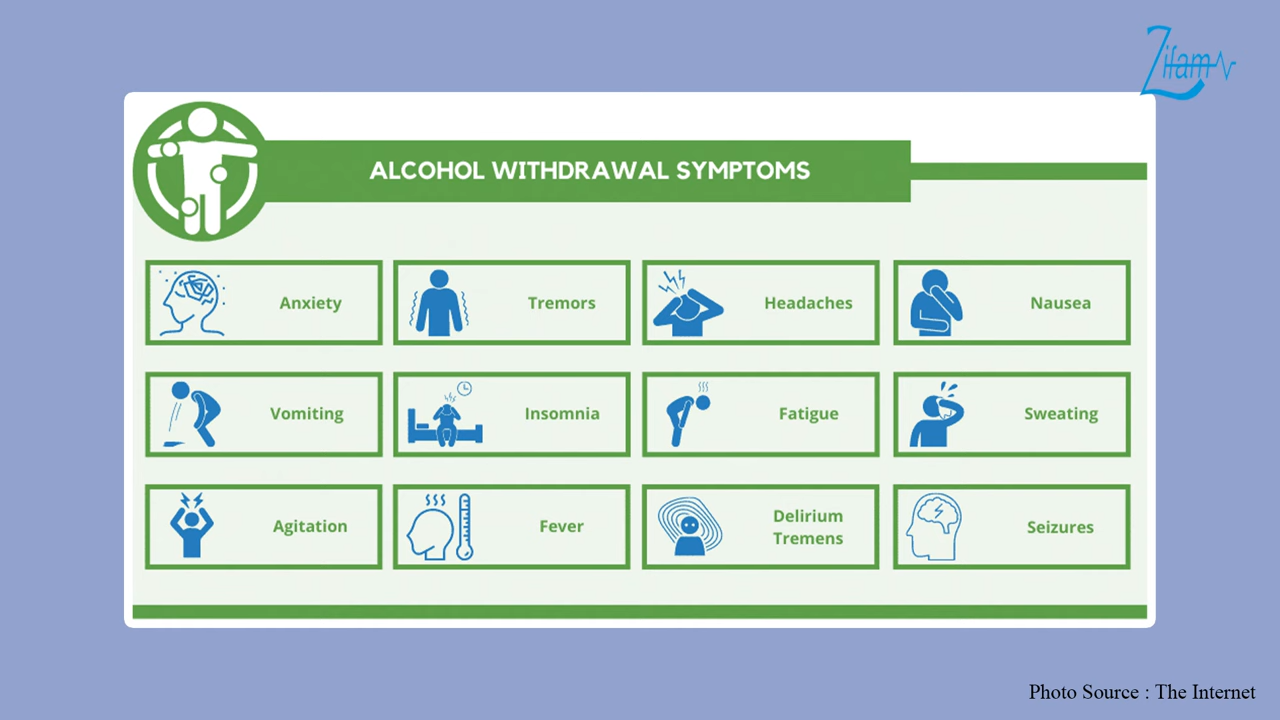 Zifam
ALCOHOL WITHDRAWAL SYMPTOMS
Anxiety
Tremors
Headaches
Nausea
Vomiting
Insomnia
Fatigue
Sweating
Agitation
Fever
Delirium
Tremens
Seizures
Photo Source : The Internet